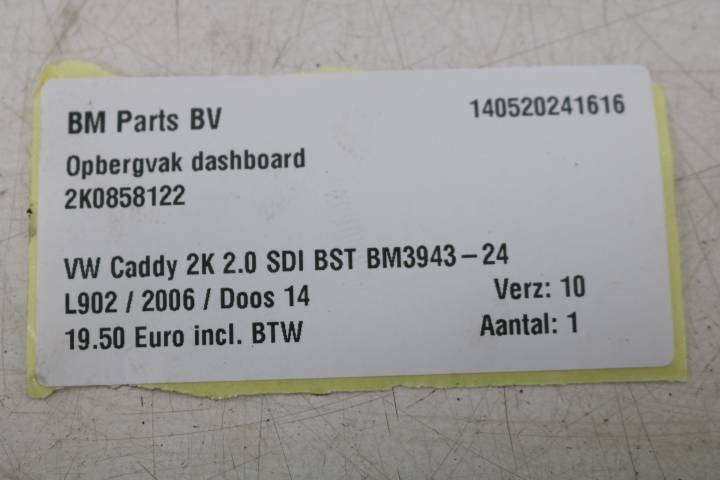 BM Parts BV 140520241616
Opbergvak dashboard
2K0858122
VW Caddy 2K 2.0 SDI BST BM3943-24
L902 / 2006 / Doos 14 Verz: 10
19.50 Euro incl. BTW Aantal: 1